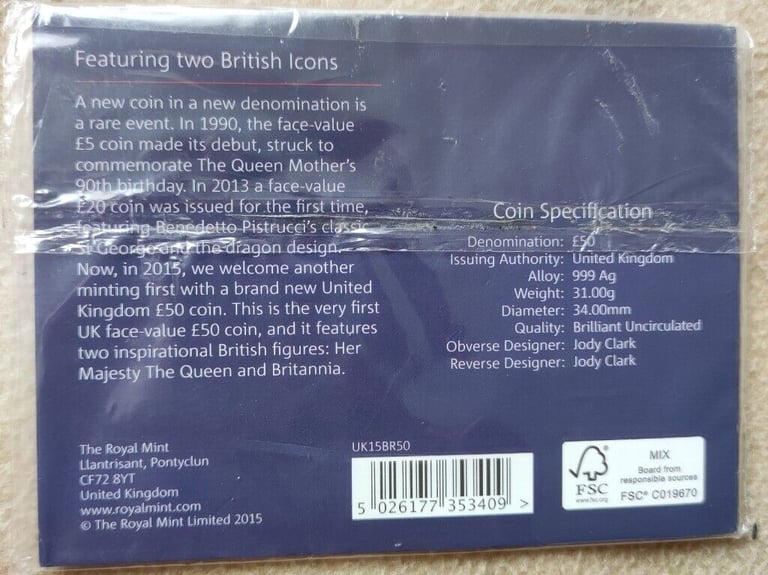 Featuring two British Icons
A new coin in a new denomination is
a rare event. In 1990, the face-value
£5 coin made its debut, struck to
commemorate The Queen Mother's
90th birthday. In 2013 a face-value
£20 coin was issued for the first time,
featuring Benedetto Pistrucci's classic
St George and the dragon design.
Now, in 2015, we welcome another
minting first with a brand new United
Kingdom £50 coin. This is the very first
UK face-value £50 coin, and it features
two inspirational British figures: Her
Majesty The Queen and Britannia.
Coin Specification
Denomination: £50
Issuing Authority: United Kingdom
Alloy: 999 Ag
Weight: 31.00g
Diameter: 34.00mm
Quality: Brilliant Uncirculated
Obverse Designer: Jody Clark
Reverse Designer: Jody Clark
The Royal Mint
Llantrisant, Pontyclun
CF72 8YT
United Kingdom
www.royalmint.com
© The Royal Mint Limited 2015
UK15BR50
5 026177 353409 >
FSC
www.fsc.org
MIX
Board from
responsible sources
FSC® C019670